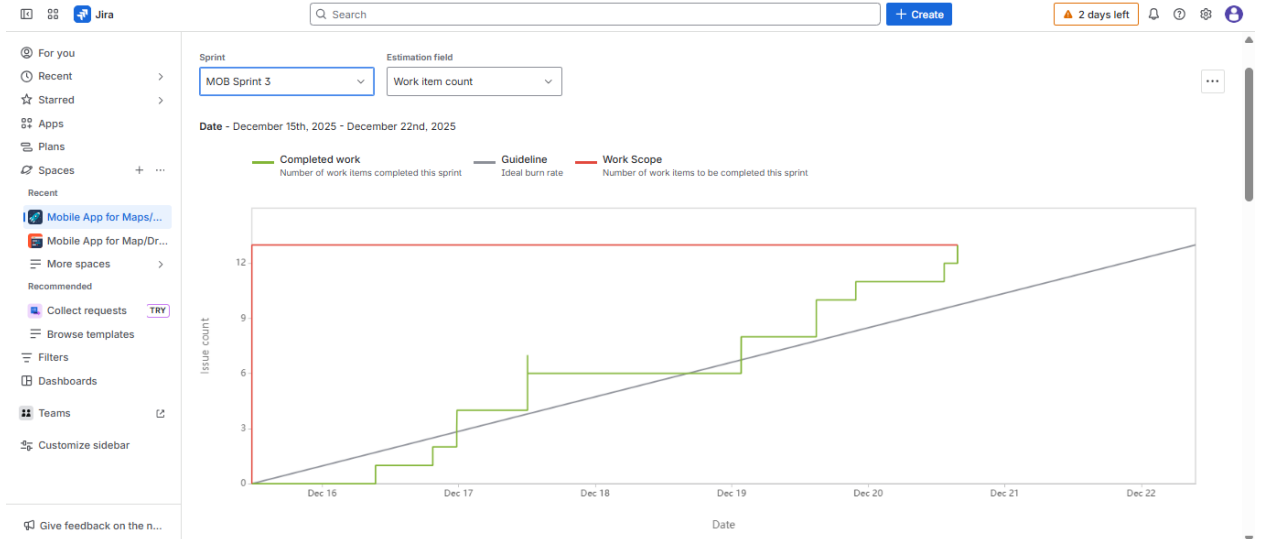 Jira
Search
+ Create
2 days left
For you
Recent
Starred
Apps
Plans
Spaces
Recent
Mobile App for Maps/...
Mobile App for Map/Dr...
More spaces
Recommended
Collect requests TRY
Browse templates
Filters
Dashboards
Teams
Customize sidebar
Give feedback on the n...
Sprint
Estimation field
MOB Sprint 3
Work item count
Date - December 15th, 2025 - December 22nd, 2025
Completed work
Number of work items completed this sprint
Guideline
Ideal burn rate
Work Scope
Number of work items to be completed this sprint
Issue count
12
9
6
3
0
Dec 16
Dec 17
Dec 18
Dec 19
Dec 20
Dec 21
Dec 22
Date